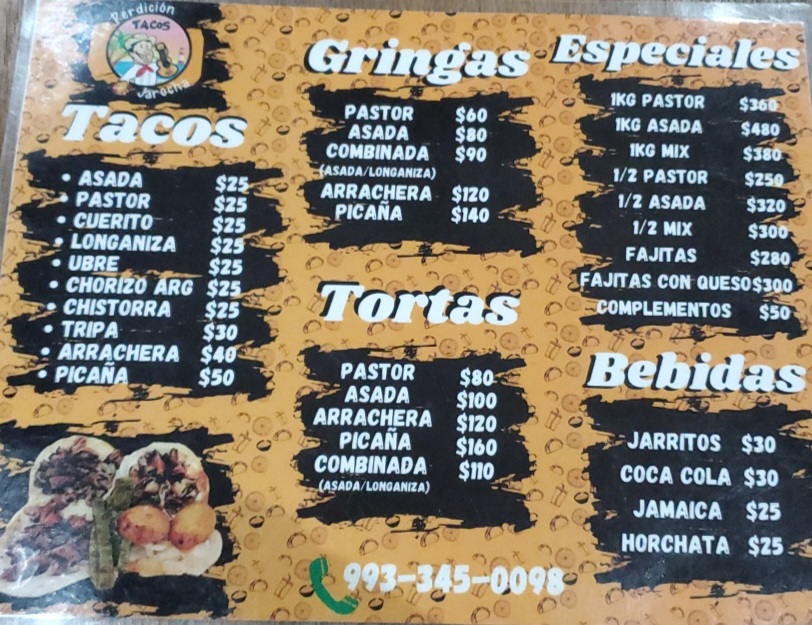 Perdición
TACOS
Jarocha
Tacos
• ASADA $25
• PASTOR $25
• CUERITO $25
• LONGANIZA $25
• UBRE $25
• CHORIZO ARG $25
• CHISTORRA $25
• TRIPA $30
• ARRACHERA $40
• PICAÑA $50
Gringas
PASTOR $60
ASADA $80
COMBINADA $90
(ASADA/LONGANIZA)
ARRACHERA $120
PICAÑA $140
Tortas
PASTOR $80
ASADA $100
ARRACHERA $120
PICAÑA $160
COMBINADA $110
(ASADA/LONGANIZA)
993-345-0098
Especiales
1KG PASTOR $360
1KG ASADA $480
1KG MIX $380
1/2 PASTOR $250
1/2 ASADA $320
1/2 MIX $300
FAJITAS $280
FAJITAS CON QUESO $300
COMPLEMENTOS $50
Bebidas
JARRITOS $30
COCA COLA $30
JAMAICA $25
HORCHATA $25